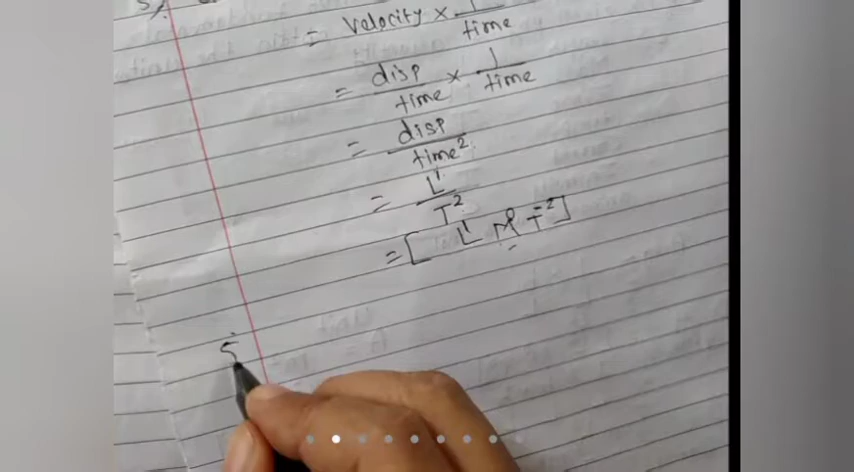 = velocity × 1/time
= disp/time × 1/time
= disp/time²
= L¹/T²
= [L¹ M⁰ T⁻²]
5